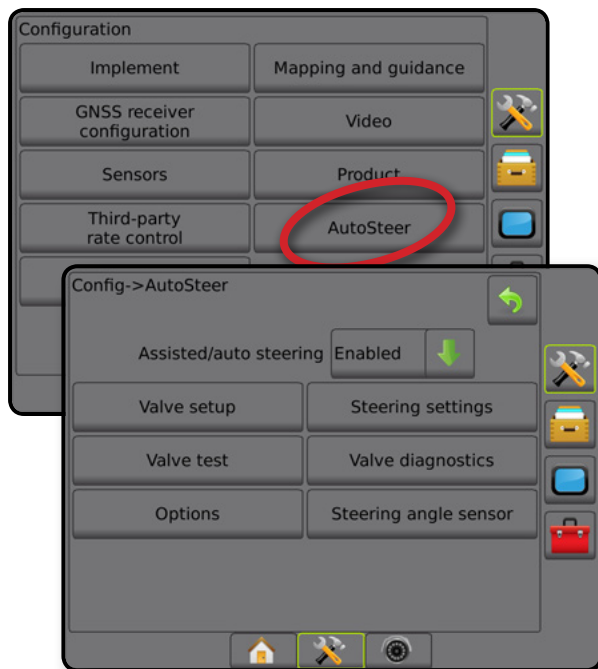 Configuration
Implement
Mapping and guidance
GNSS receiver
configuration
Video
Sensors
Product
Third-party
rate control
AutoSteer
Config->AutoSteer
Assisted/auto steering
Enabled
Valve setup
Steering settings
Valve test
Valve diagnostics
Options
Steering angle sensor